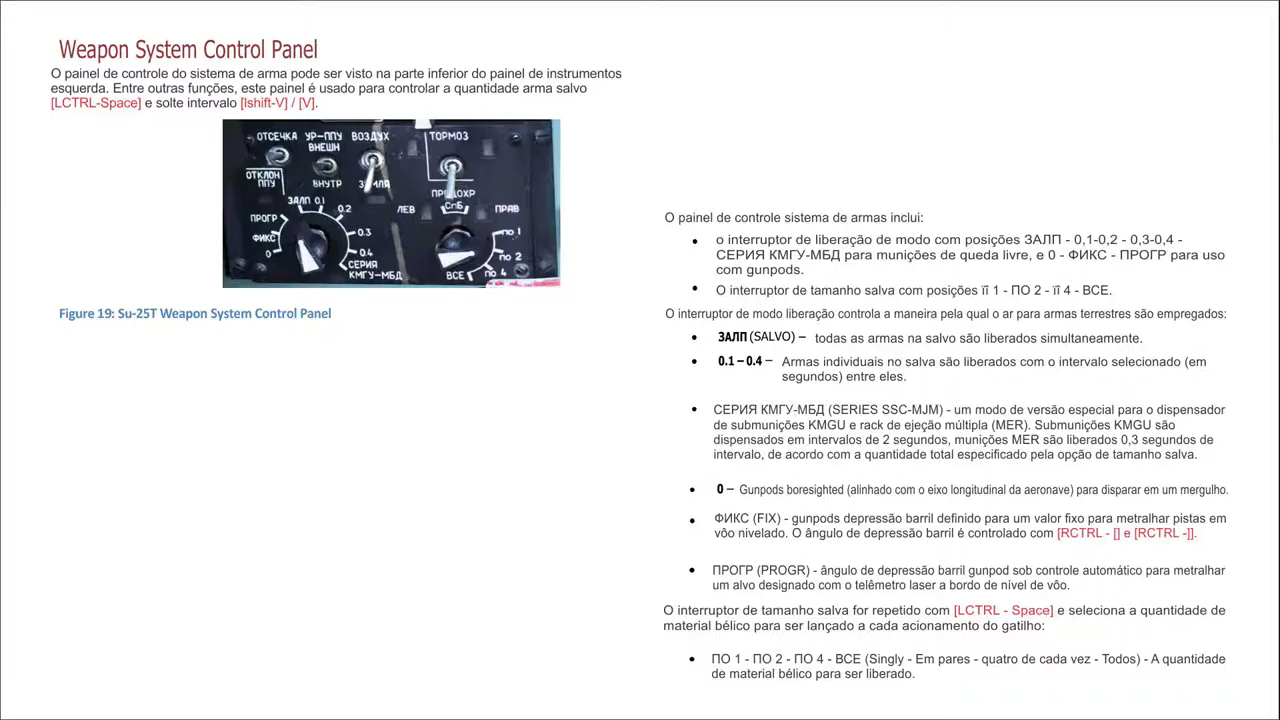 Weapon System Control Panel
O painel de controle do sistema de arma pode ser visto na parte inferior do painel de instrumentos
esquerda. Entre outras funções, este painel é usado para controlar a quantidade arma salvo
[LCTRL-Space] e solte intervalo [lshift-V] / [V].
ОТСЕЧКА УР-ППУ ВОЗДУХ ТОРМОЗ
ВНЕШН
ОТКЛОН
ППУ
ВНУТР ЗЕМЛЯ ПРЕДОХР
ЗАЛП 0.1 0.2 ЛЕВ СПБ ПРАВ
ПРОГР
ФИКС 0.3 ПО 1
0 0.4 ПО 2
СЕРИЯ
КМГУ-МБД ВСЕ ПО 4
Figure 19: Su-25T Weapon System Control Panel
O painel de controle sistema de armas inclui:
• o interruptor de liberação de modo com posições ЗАЛП - 0,1-0,2 - 0,3-0,4 -
СЕРИЯ КМГУ-МБД para munições de queda livre, e 0 - ФИКС - ПРОГР para uso
com gunpods.
• O interruptor de tamanho salva com posições ïî 1 - ПО 2 - ïî 4 - ВСЕ.
O interruptor de modo liberação controla a maneira pela qual o ar para armas terrestres são empregados:
• ЗАЛП (SALVO) – todas as armas na salvo são liberados simultaneamente.
• 0.1 – 0.4 – Armas individuais no salva são liberados com o intervalo selecionado (em
segundos) entre eles.
• СЕРИЯ КМГУ-МБД (SERIES SSC-MJM) - um modo de versão especial para o dispensador
de submunições KMGU e rack de ejeção múltipla (MER). Submunições KMGU são
dispensados em intervalos de 2 segundos, munições MER são liberados 0,3 segundos de
intervalo, de acordo com a quantidade total especificado pela opção de tamanho salva.
• 0 – Gunpods boresighted (alinhado com o eixo longitudinal da aeronave) para disparar em um mergulho.
• ФИКС (FIX) - gunpods depressão barril definido para um valor fixo para metralhar pistas em
vôo nivelado. O ângulo de depressão barril é controlado com [RCTRL - [] e [RCTRL -]].
• ПРОГР (PROGR) - ângulo de depressão barril gunpod sob controle automático para metralhar
um alvo designado com o telêmetro laser a bordo de nível de vôo.
O interruptor de tamanho salva for repetido com [LCTRL - Space] e seleciona a quantidade de
material bélico para ser lançado a cada acionamento do gatilho:
• ПО 1 - ПО 2 - ПО 4 - ВСЕ (Singly - Em pares - quatro de cada vez - Todos) - A quantidade
de material bélico para ser liberado.